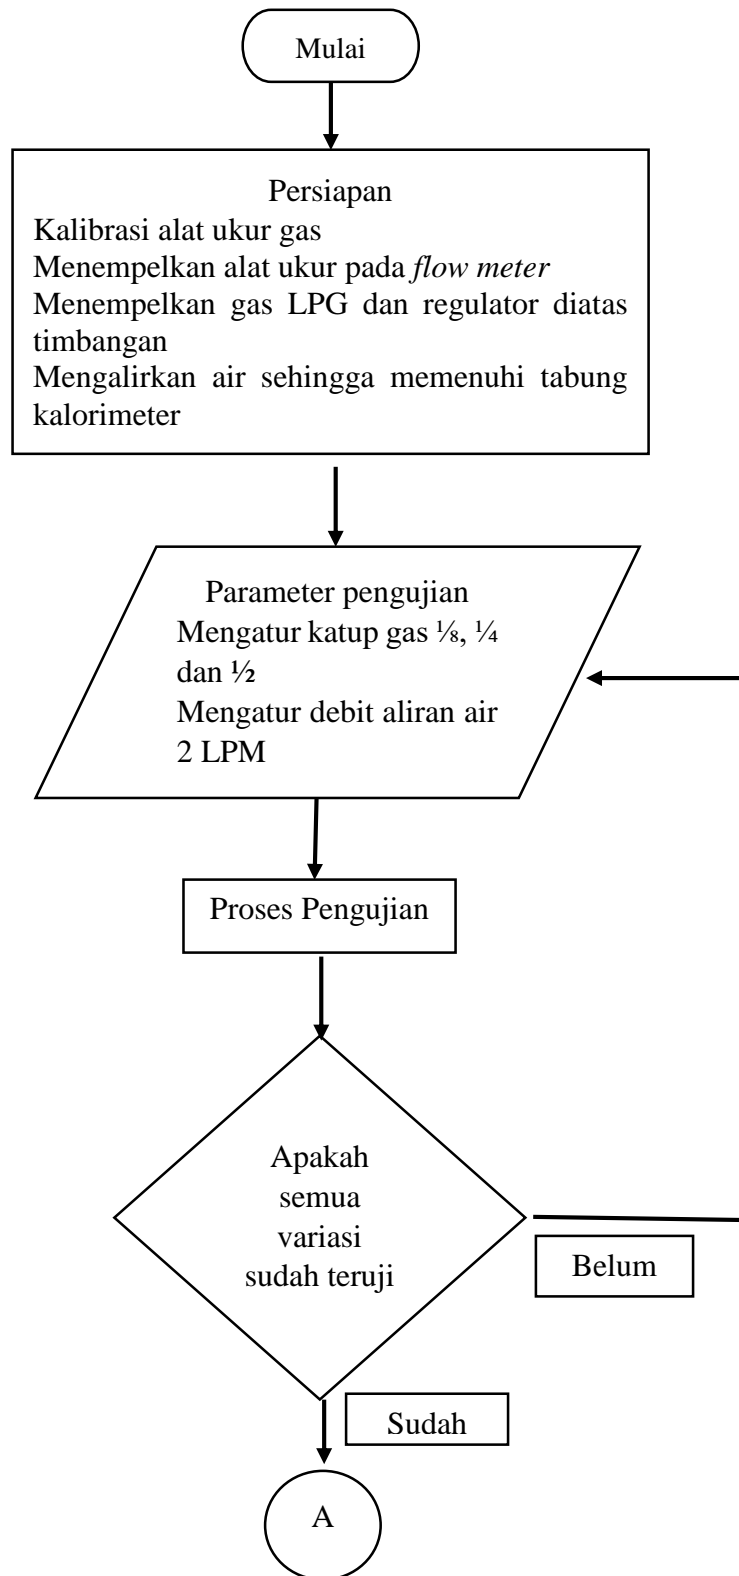 Mulai
Persiapan
Kalibrasi alat ukur gas
Menempelkan alat ukur pada flow meter
Menempelkan gas LPG dan regulator diatas
timbangan
Mengalirkan air sehingga memenuhi tabung
kalorimeter
Parameter pengujian
Mengatur katup gas ⅛, ¼
dan ½
Mengatur debit aliran air
2 LPM
Proses Pengujian
Apakah
semua
variasi
sudah teruji
Belum
Sudah
A